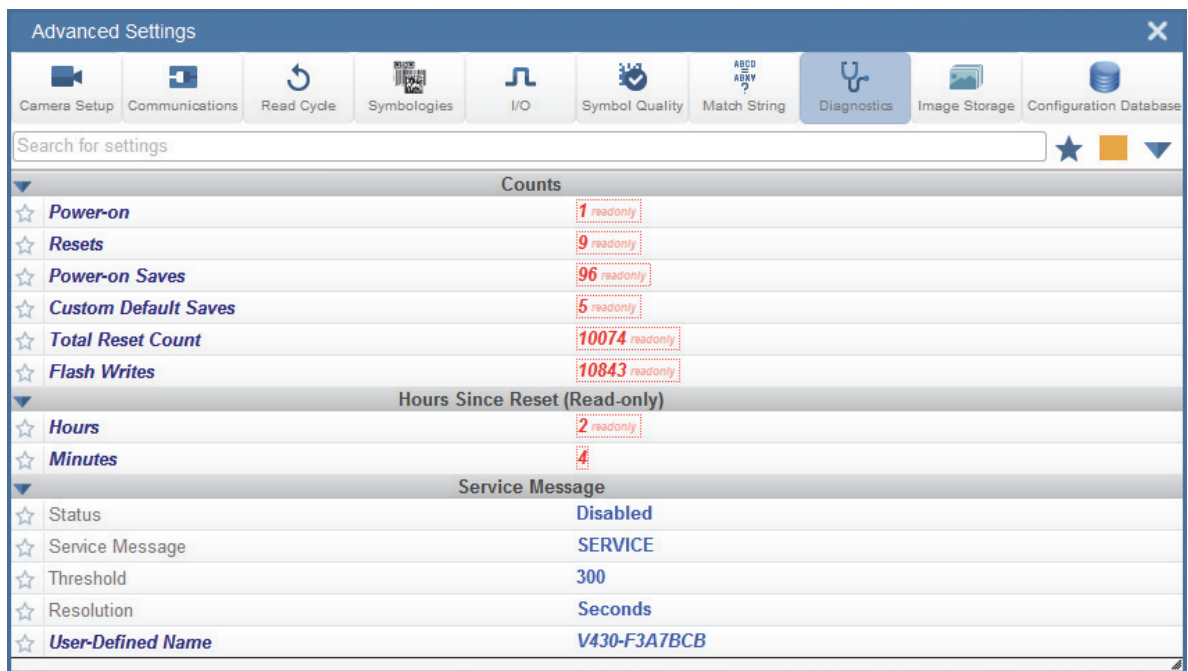 Advanced Settings
Camera Setup Communications Read Cycle Symbologies I/O Symbol Quality ABCD ABXY ? Match String Diagnostics Image Storage Configuration Database
Search for settings
Counts
Power-on 1 readonly
Resets 9 readonly
Power-on Saves 96 readonly
Custom Default Saves 5 readonly
Total Reset Count 10074 readonly
Flash Writes 10843 readonly
Hours Since Reset (Read-only)
Hours 2 readonly
Minutes 4
Service Message
Status Disabled
Service Message SERVICE
Threshold 300
Resolution Seconds
User-Defined Name V430-F3A7BCB